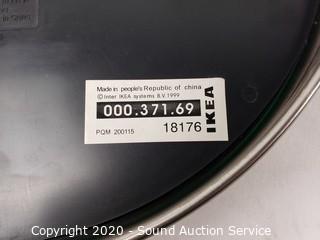 Made in people's Republic of china
©Inter IKEA systems B.V.1999
000.371.69
PQM 200115
18176
IKEA
Copyright © 2020 - Sound Auction Service